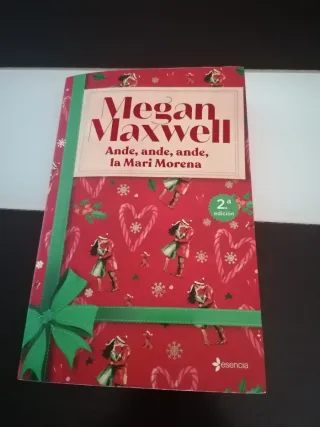 Megan
Maxwell
Ande, ande, ande,
la Mari Morena
2.ª
edición
esencia